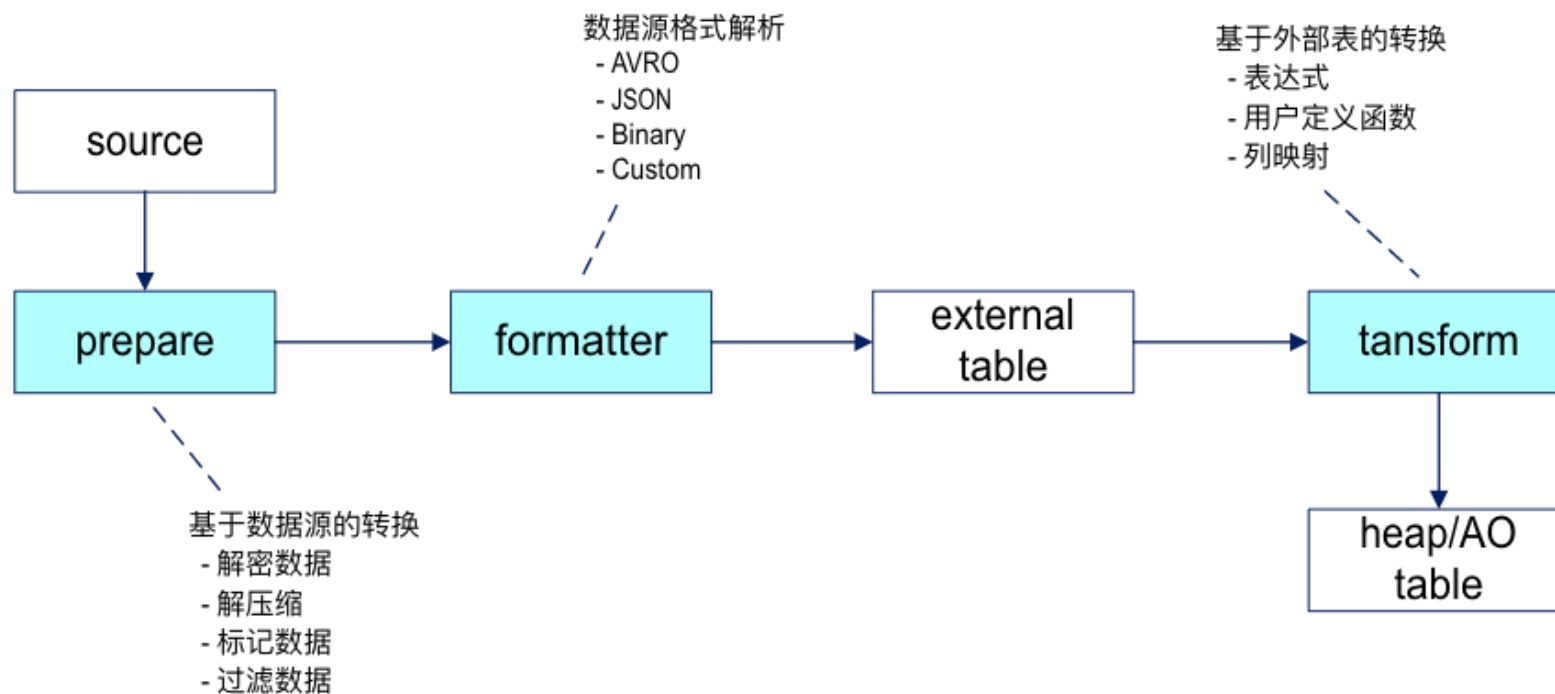 数据源格式解析
- AVRO
- JSON
- Binary
- Custom
基于外部表的转换
- 表达式
- 用户定义函数
- 列映射
source
prepare
formatter
external
table
tansform
基于数据源的转换
- 解密数据
- 解压缩
- 标记数据
- 过滤数据
heap/AO
table